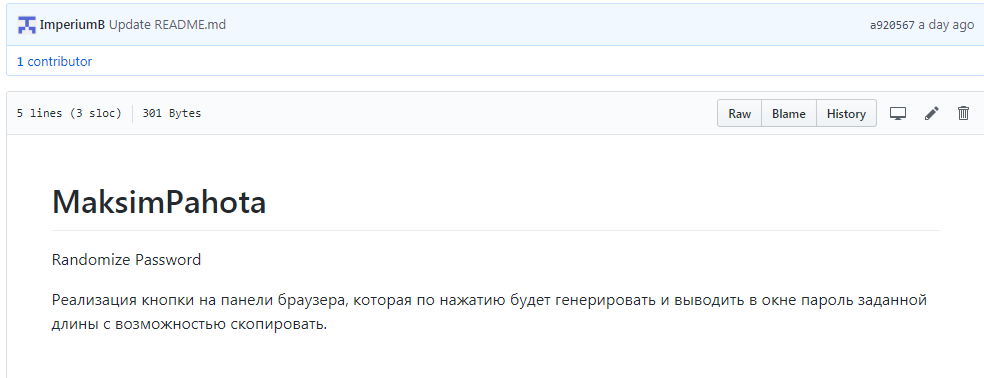 ImperiumB Update README.md a920567 a day ago
1 contributor
5 lines (3 sloc) 301 Bytes Raw Blame History
MaksimPahota
Randomize Password
Реализация кнопки на панели браузера, которая по нажатию будет генерировать и выводить в окне пароль заданной
длины с возможностью скопировать.